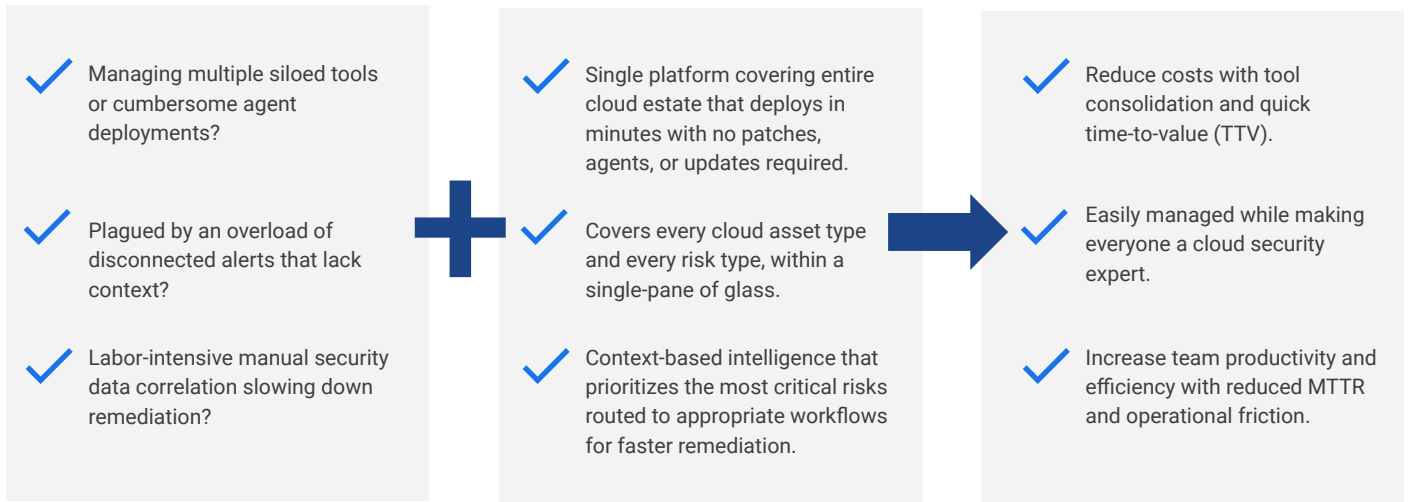 Managing multiple siloed tools
or cumbersome agent
deployments?
Plagued by an overload of
disconnected alerts that lack
context?
Labor-intensive manual security
data correlation slowing down
remediation?
Single platform covering entire
cloud estate that deploys in
minutes with no patches,
agents, or updates required.
Covers every cloud asset type
and every risk type, within a
single-pane of glass.
Context-based intelligence that
prioritizes the most critical risks
routed to appropriate workflows
for faster remediation.
Reduce costs with tool
consolidation and quick
time-to-value (TTV).
Easily managed while making
everyone a cloud security
expert.
Increase team productivity and
efficiency with reduced MTTR
and operational friction.